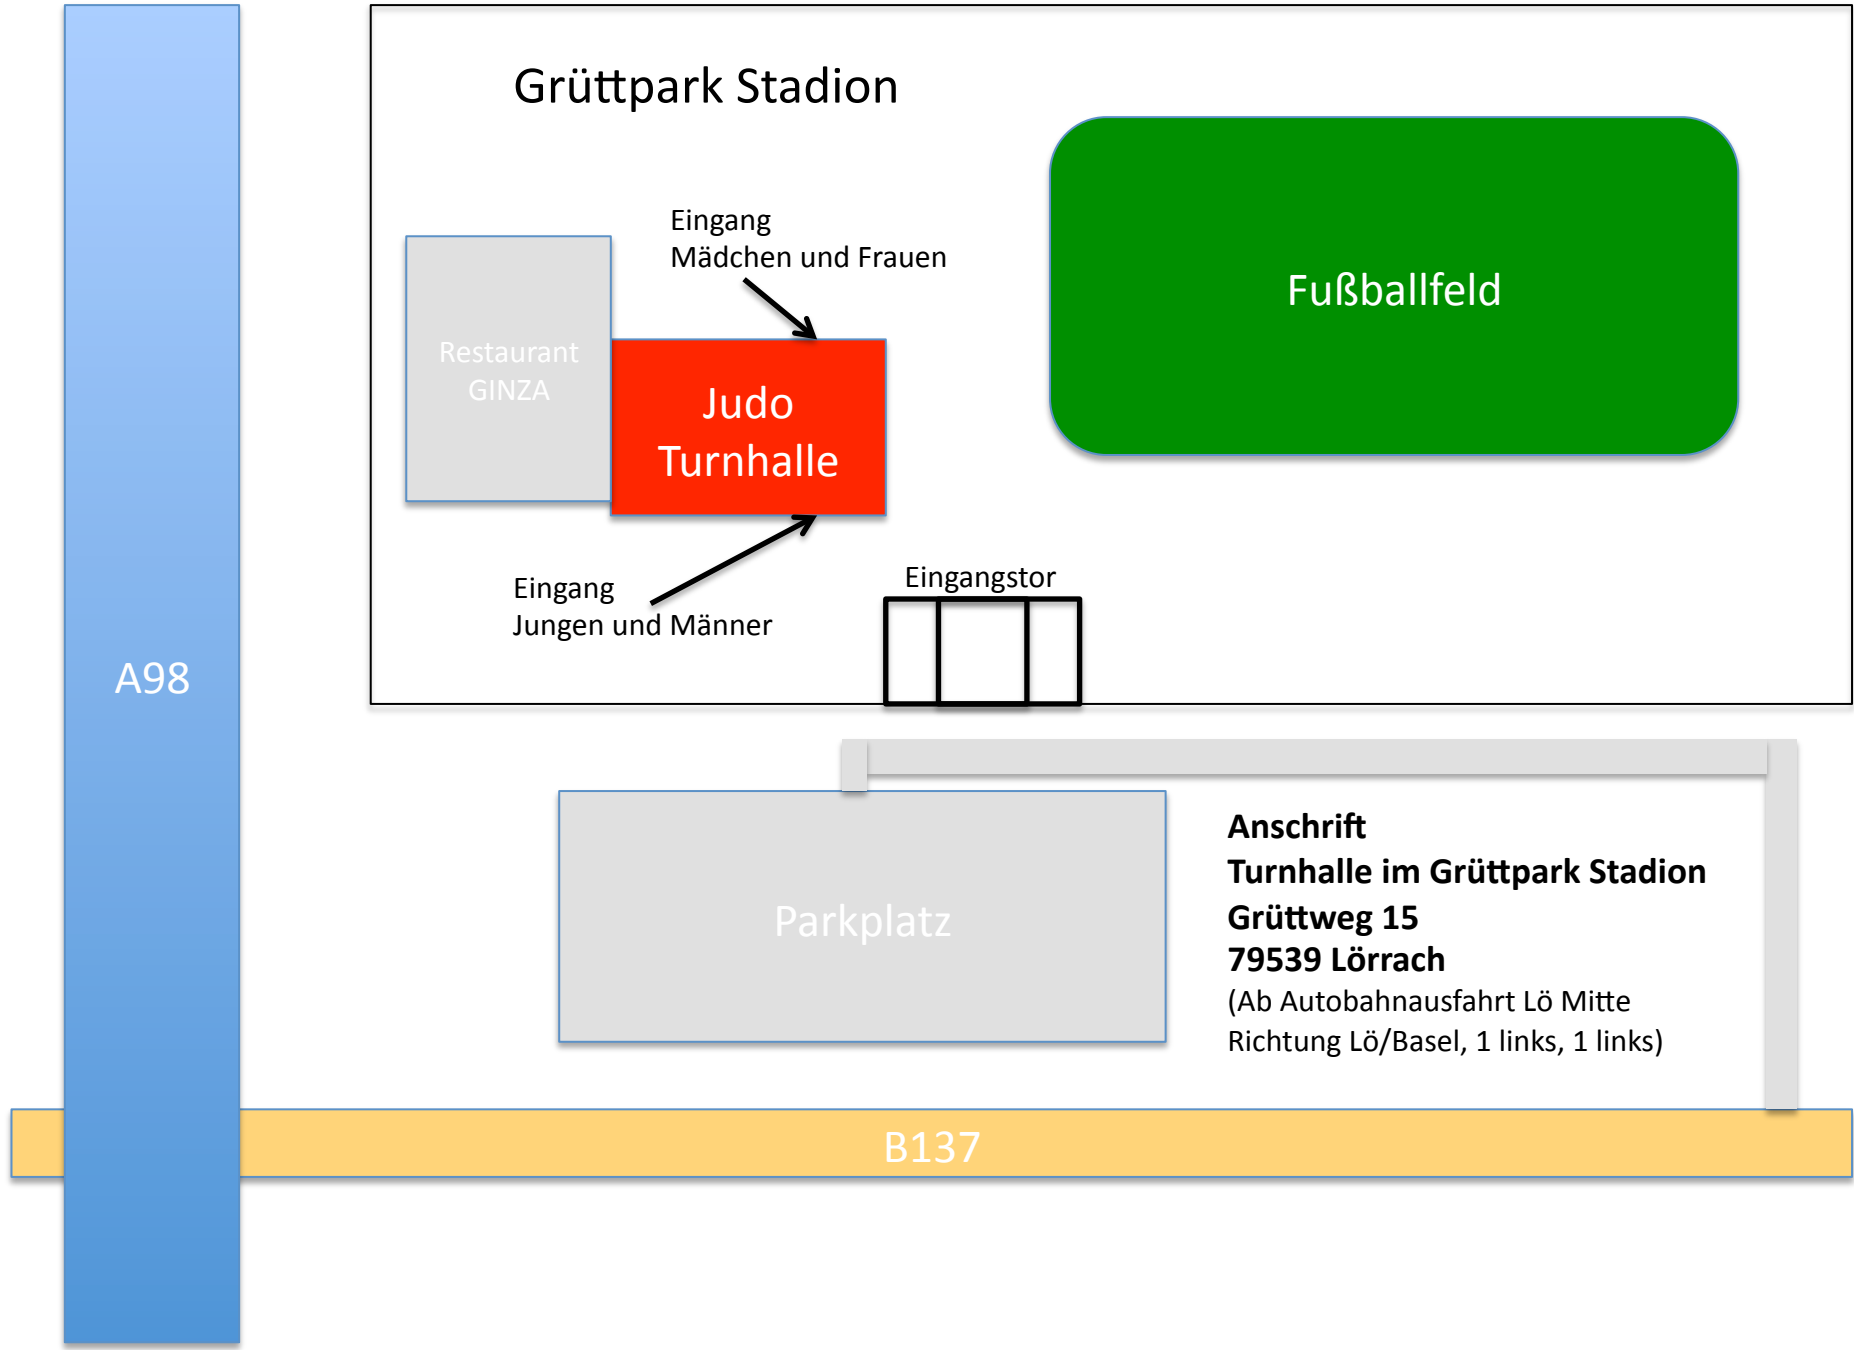 Grüttpark Stadion
Eingang
Mädchen und Frauen
Fußballfeld
Restaurant
GINZA
Judo
Turnhalle
Eingang
Jungen und Männer
Eingangstor
A98
Parkplatz
Anschrift
Turnhalle im Grüttpark Stadion
Grüttweg 15
79539 Lörrach
(Ab Autobahnausfahrt Lö Mitte
Richtung Lö/Basel, 1 links, 1 links)
B137